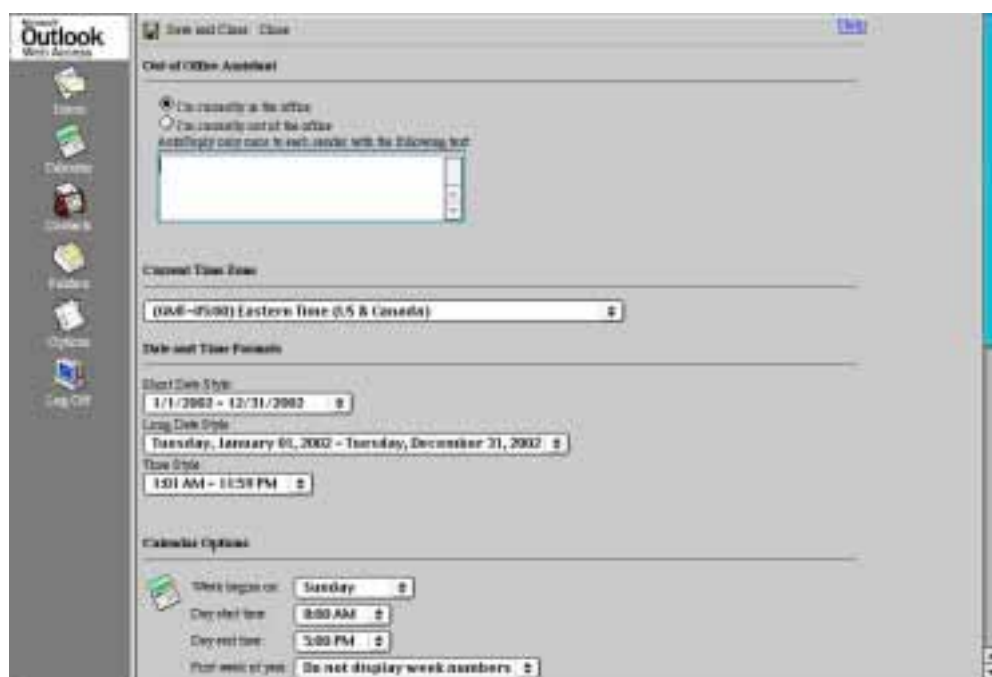 Microsoft
Outlook
Web Access
Save and Close Close
Help
Out of Office Assistant
I'm currently in the office
I'm currently out of the office
AutoReply only once to each sender with the following text
Current Time Zone
(GMT-05:00) Eastern Time (US & Canada)
Date and Time Formats
Short Date Style
1/1/2002 - 12/31/2002
Long Date Style
Tuesday, January 01, 2002 - Tuesday, December 31, 2002
Time Style
1:01 AM - 11:59 PM
Calendar Options
Week begins on Sunday
Day start time 8:00 AM
Day end time 5:00 PM
First week of year Do not display week numbers
Calendar
Contacts
Folders
Options
Log Off